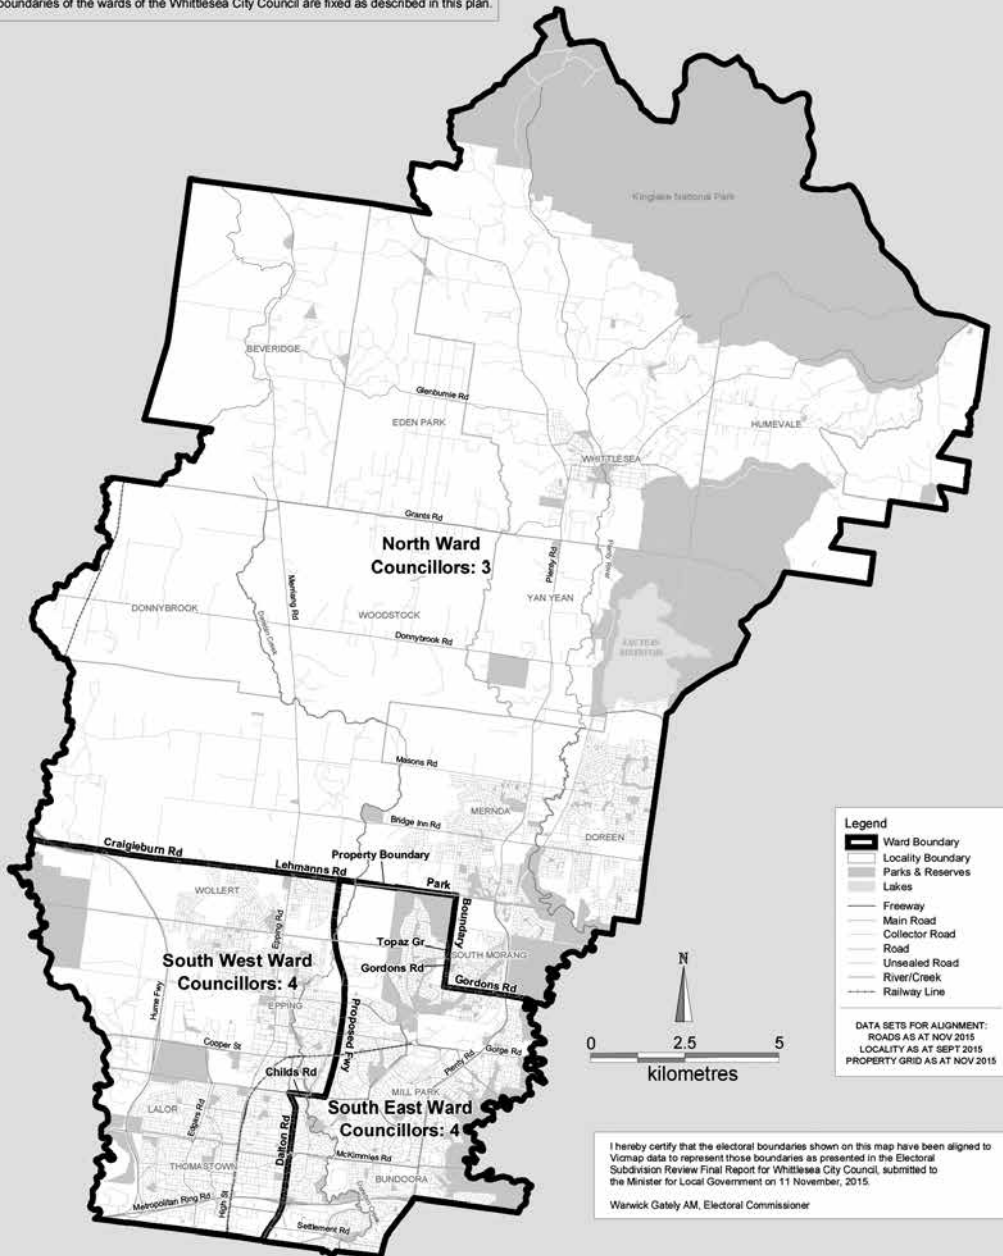 boundaries of the wards of the Whittlesea City Council are fixed as described in this plan.
Kinglake National Park
BEVERIDGE
Glenburnie Rd
EDEN PARK
HUMEVALE
WHITTLESEA
Grants Rd
North Ward
Councillors: 3
Plenty Rd
Plenty River
Merriang Rd
YAN YEAN
DONNYBROOK
WOODSTOCK
Donnybrook Rd
Masons Rd
MERNDA
Bridge Inn Rd
DOREEN
Craigieburn Rd
Property Boundary
Lehmanns Rd
Park
WOLLERT
Boundary
Epping Rd
Topaz Gr
SOUTH MORANG
Gordons Rd
Gordons Rd
South West Ward
Councillors: 4
Hume Fwy
EPPING
Proposed Fwy
Cooper St
Plenty Rd
Gorge Rd
Childs Rd
MILL PARK
LALOR
Edgars Rd
South East Ward
Councillors: 4
Dalton Rd
McKimmies Rd
THOMASTOWN
BUNDOORA
Metropolitan Ring Rd
High St
Settlement Rd
N
0 2.5 5
kilometres
Legend
Ward Boundary
Locality Boundary
Parks & Reserves
Lakes
Freeway
Main Road
Collector Road
Road
Unsealed Road
River/Creek
Railway Line
DATA SETS FOR ALIGNMENT:
ROADS AS AT NOV 2015
LOCALITY AS AT SEPT 2015
PROPERTY GRID AS AT NOV 2015
I hereby certify that the electoral boundaries shown on this map have been aligned to
Vicmap data to represent those boundaries as presented in the Electoral
Subdivision Review Final Report for Whittlesea City Council, submitted to
the Minister for Local Government on 11 November, 2015.
Warwick Gately AM, Electoral Commissioner